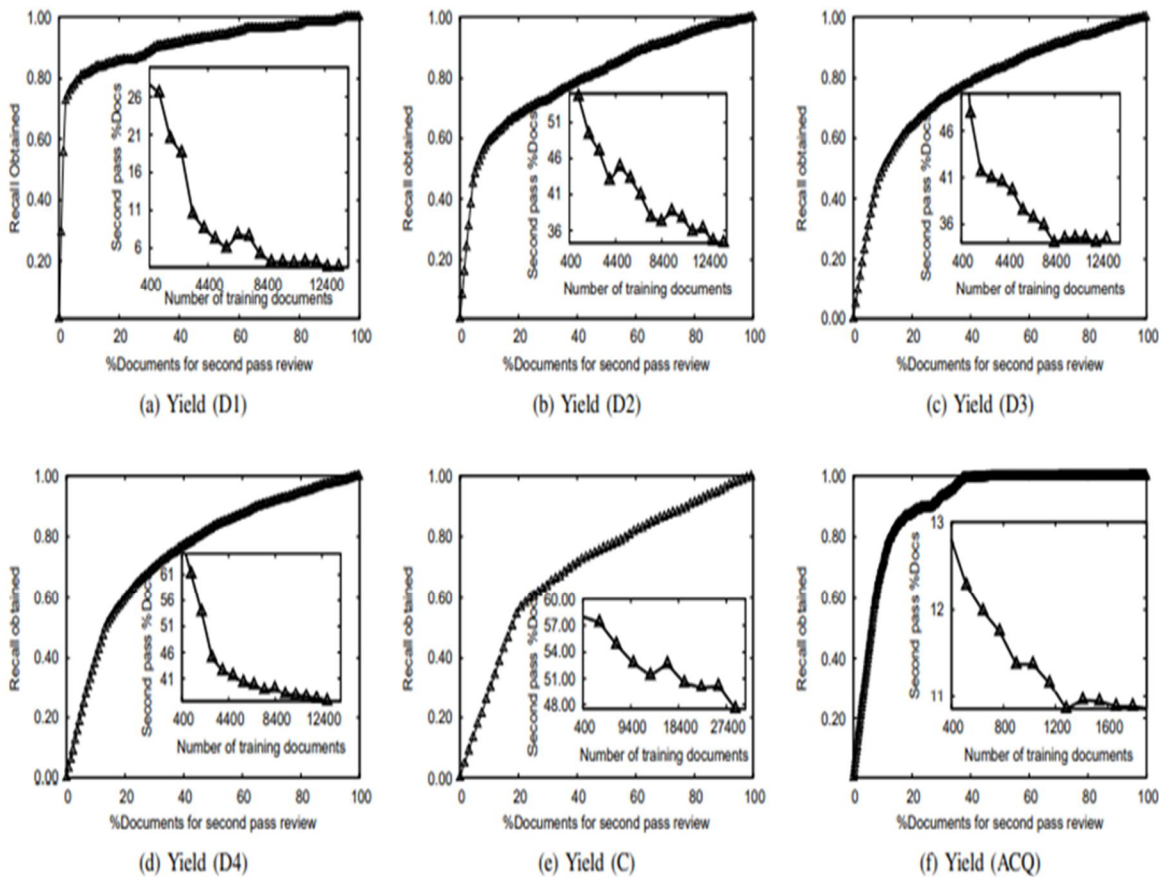 1.00
0.80
0.60
0.40
0.20
Recall Obtained
26
21
16
11
6
Second pass %Docs
400 4400 8400 12400
Number of training documents
0 20 40 60 80 100
%Documents for second pass review
(a) Yield (D1)
1.00
0.80
0.60
0.40
0.20
Recall obtained
51
46
41
36
Second pass %Docs
400 4400 8400 12400
Number of training documents
0 20 40 60 80 100
%Documents for second pass review
(b) Yield (D2)
1.00
0.80
0.60
0.40
0.20
0.00
Recall obtained
46
41
36
Second pass %Docs
400 4400 8400 12400
Number of training documents
0 20 40 60 80 100
%Documents for second pass review
(c) Yield (D3)
1.00
0.80
0.60
0.40
0.20
0.00
Recall obtained
61
56
51
46
41
Second pass %Docs
400 4400 8400 12400
Number of training documents
0 20 40 60 80 100
%Documents for second pass review
(d) Yield (D4)
1.00
0.80
0.60
0.40
0.20
0.00
Recall obtained
60.00
57.00
54.00
51.00
48.00
Second pass %Docs
400 9400 18400 27400
Number of training documents
0 20 40 60 80 100
%Documents for second pass review
(e) Yield (C)
1.00
0.80
0.60
0.40
0.20
0.00
Recall obtained
13
12
11
Second pass %Docs
400 800 1200 1600
Number of training documents
0 20 40 60 80 100
%Documents for second pass review
(f) Yield (ACQ)